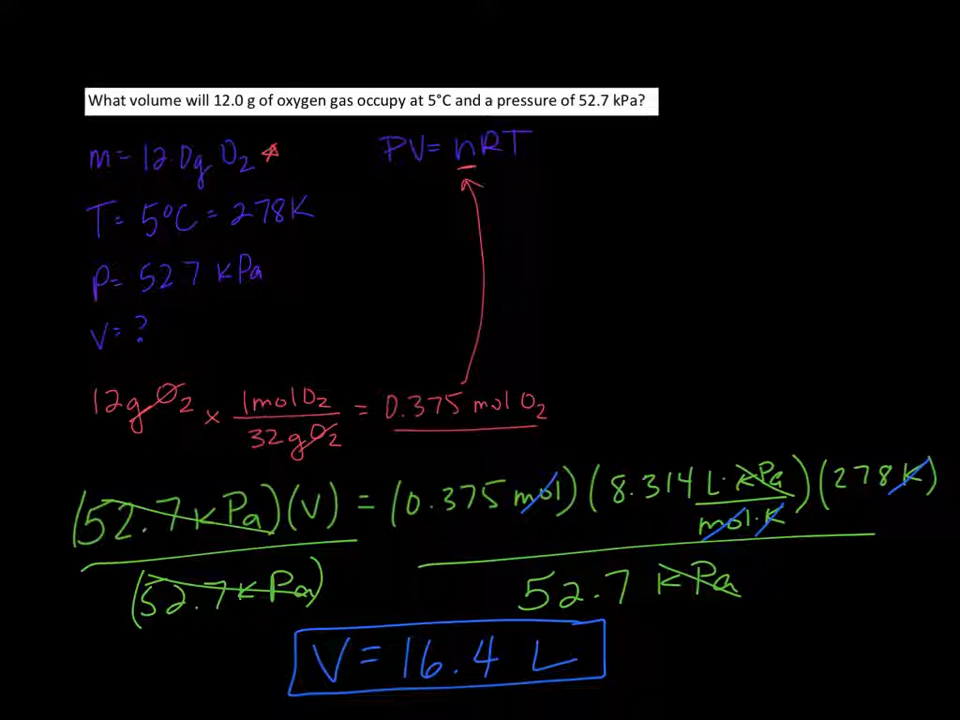 What volume will 12.0 g of oxygen gas occupy at 5°C and a pressure of 52.7 kPa?
m= 12.0g O₂
PV= nRT
T= 5°C = 278K
P= 52.7 kPa
V= ?
12g O₂ × 1mol O₂ / 32g O₂ = 0.375 mol O₂
(52.7 kPa)(V) / (52.7 kPa) = (0.375 mol)(8.314 L·kPa / mol·K)(278 K) / 52.7 kPa
V = 16.4 L